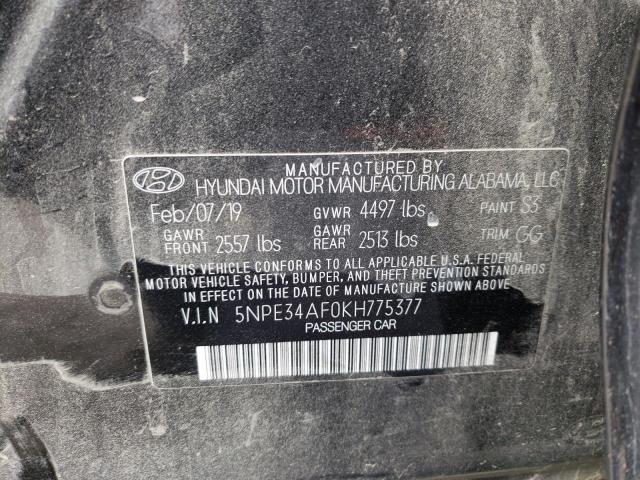 MANUFACTURED BY
HYUNDAI MOTOR MANUFACTURING ALABAMA, LLC
Feb/07/19 GVWR 4497 lbs. PAINT S3
GAWR FRONT 2557 lbs GAWR REAR 2513 lbs TRIM GG
THIS VEHICLE CONFORMS TO ALL APPLICABLE U.S.A. FEDERAL
MOTOR VEHICLE SAFETY, BUMPER, AND THEFT PREVENTION STANDARDS
IN EFFECT ON THE DATE OF MANUFACTURE SHOWN ABOVE.
V.I.N 5NPE34AF0KH775377
PASSENGER CAR